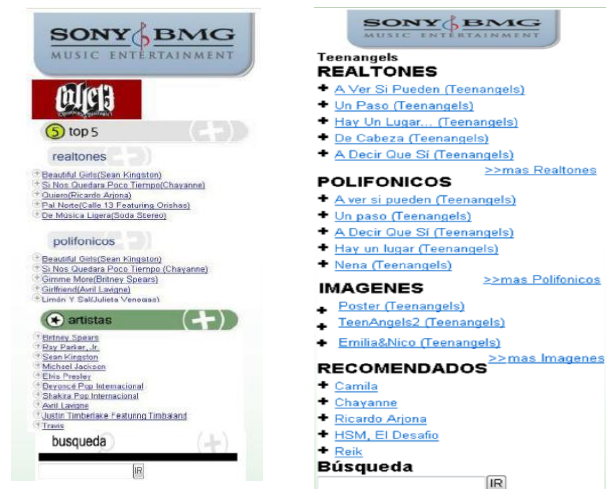 SONY BMG
MUSIC ENTERTAINMENT
Calle13
5 top 5
realtones
Beautiful Girls(Sean Kingston)
Si Nos Quedara Poco Tiempo(Chayanne)
Quiero(Ricardo Arjona)
Pal Norte(Calle 13 Featuring Orishas)
De Música Ligera(Soda Stereo)
polifonicos
Beautiful Girls(Sean Kingston)
Si Nos Quedara Poco Tiempo (Chayanne)
Gimme More(Britney Spears)
Girlfriend(Avril Lavigne)
Limón Y Sal(Julieta Venegas)
artistas
Britney Spears
Ray Parker, Jr.
Sean Kingston
Michael Jackson
Elvis Presley
Beyoncé Pop Internacional
Shakira Pop Internacional
Avril Lavigne
Justin Timberlake Featuring Timbaland
Travis
busqueda
IR
SONY BMG
MUSIC ENTERTAINMENT
Teenangels
REALTONES
A Ver Si Pueden (Teenangels)
Un Paso (Teenangels)
Hay Un Lugar... (Teenangels)
De Cabeza (Teenangels)
A Decir Que Sí (Teenangels)
>>mas Realtones
POLIFONICOS
A ver si pueden (Teenangels)
Un paso (Teenangels)
A Decir Que Sí (Teenangels)
Hay un lugar (Teenangels)
Nena (Teenangels)
>>mas Polifonicos
IMAGENES
Poster (Teenangels)
TeenAngels2 (Teenangels)
Emilia&Nico (Teenangels)
>>mas Imagenes
RECOMENDADOS
Camila
Chayanne
Ricardo Arjona
HSM, El Desafio
Reik
Búsqueda
IR